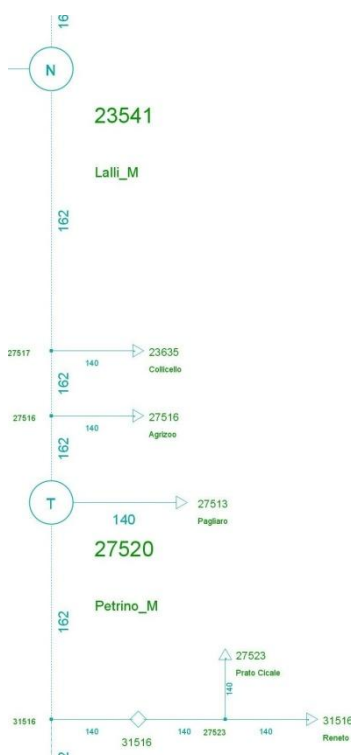 16
N
23541
Lalli_M
162
27517
23635
140
Collicello
162
27516
27516
140
Agrizoo
162
T
27513
140
Pagliaro
27520
Petrino_M
162
27523
Prato Cicale
140
31516
31516
140
140
27523
140
31516
Reneto